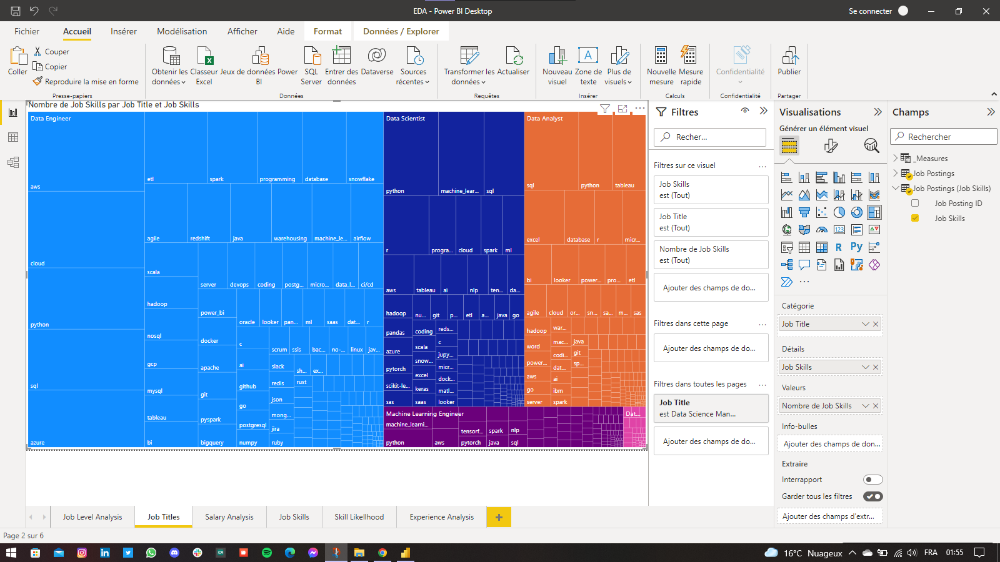 EDA - Power BI Desktop
Se connecter
Fichier
Accueil
Insérer
Modélisation
Afficher
Aide
Format
Données / Explorer
Coller
Couper
Copier
Reproduire la mise en forme
Presse-papiers
Obtenir les données
Classeur Excel
Jeux de données Power BI
SQL Server
Entrer des données
Dataverse
Sources récentes
Données
Transformer les données
Actualiser
Requêtes
Nouveau visuel
Zone de texte
Plus de visuels
Insérer
Nouvelle mesure
Mesure rapide
Calculs
Confidentialité
Confidentialité
Publier
Partager
Nombre de Job Skills par Job Title et Job Skills
Data Engineer
aws
cloud
python
sql
azure
etl
spark
programming
database
snowflake
agile
redshift
java
warehousing
machine_le...
airflow
scala
hadoop
nosql
gcp
mysql
tableau
bi
server
devops
coding
postg...
micro...
data_l...
ci/cd
power_bi
docker
apache
git
pyspark
bigquery
oracle
looker
pan...
ml
saas
dat...
r
c
ai
github
go
postgresql
numpy
scrum
ssis
bac...
no-...
linux
jav...
slack
redis
json
mong...
jira
ruby
sh...
ex...
rust
Data Scientist
python
machine_lear...
sql
r
progra...
cloud
spark
ml
aws
tableau
ai
nlp
ten...
da...
hadoop
nu...
git
p...
etl
a...
java
go
pandas
azure
pytorch
scikit-le...
sas
coding
scala
snow...
excel
keras
saas
reds...
c
jupy...
micr...
dock...
matl...
looker
Data Analyst
sql
python
tableau
excel
database
r
micr...
bi
looker
power...
pro...
etl
agile
cloud
or...
sn...
sa...
m...
sas
hadoop
word
power...
aws
go
server
war...
mac...
codi...
dat...
ai
ibm
spark
java
git
sp...
Machine Learning Engineer
machine_learni...
python
aws
tensorf...
pytorch
spark
java
nlp
sql
Dat...
Filtres
Recher...
Filtres sur ce visuel
Job Skills
est (Tout)
Job Title
est (Tout)
Nombre de Job Skills
est (Tout)
Ajouter des champs de do...
Filtres dans cette page
Ajouter des champs de do...
Filtres dans toutes les pages
Job Title
est Data Science Man...
Ajouter des champs de do...
Visualisations
Générer un élément visuel
123
R
Py
Catégorie
Job Title
Détails
Job Skills
Valeurs
Nombre de Job Skills
Info-bulles
Ajouter des champs de don...
Extraire
Interrapport
Garder tous les filtres
Ajouter des champs d'extr...
Champs
Rechercher
_Measures
Job Postings
Job Postings (Job Skills)
Job Posting ID
Job Skills
Job Level Analysis
Job Titles
Salary Analysis
Job Skills
Skill Likellhood
Experience Analysis
Page 2 sur 6
16°C Nuageux
FRA
01:55